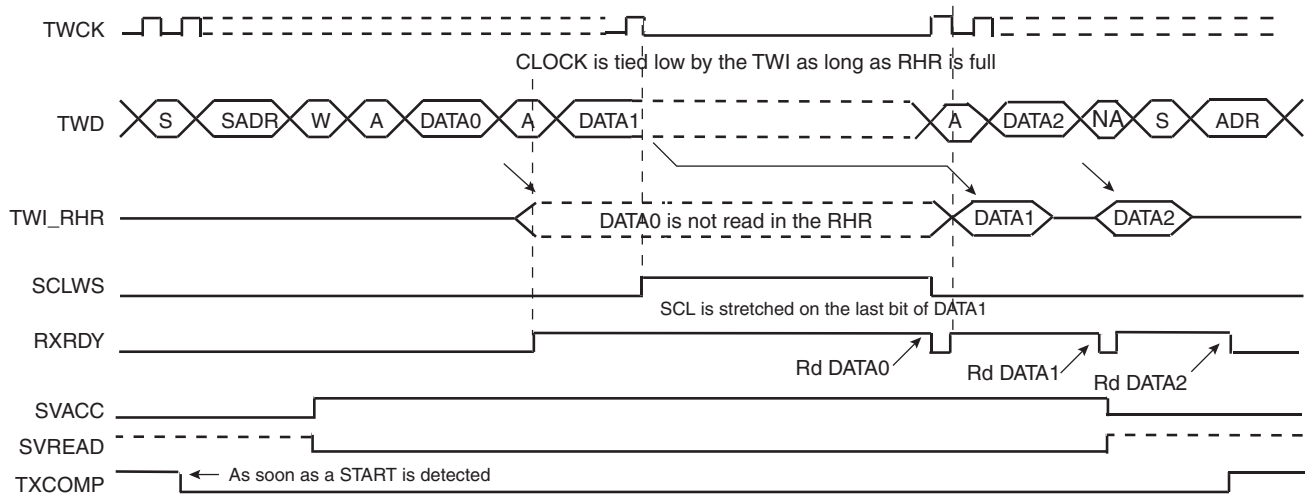 TWCK
CLOCK is tied low by the TWI as long as RHR is full
TWD S SADR W A DATA0 A DATA1 A DATA2 NA S ADR
TWI_RHR DATA0 is not read in the RHR DATA1 DATA2
SCLWS
SCL is stretched on the last bit of DATA1
RXRDY
Rd DATA0 Rd DATA1 Rd DATA2
SVACC
SVREAD
As soon as a START is detected
TXCOMP